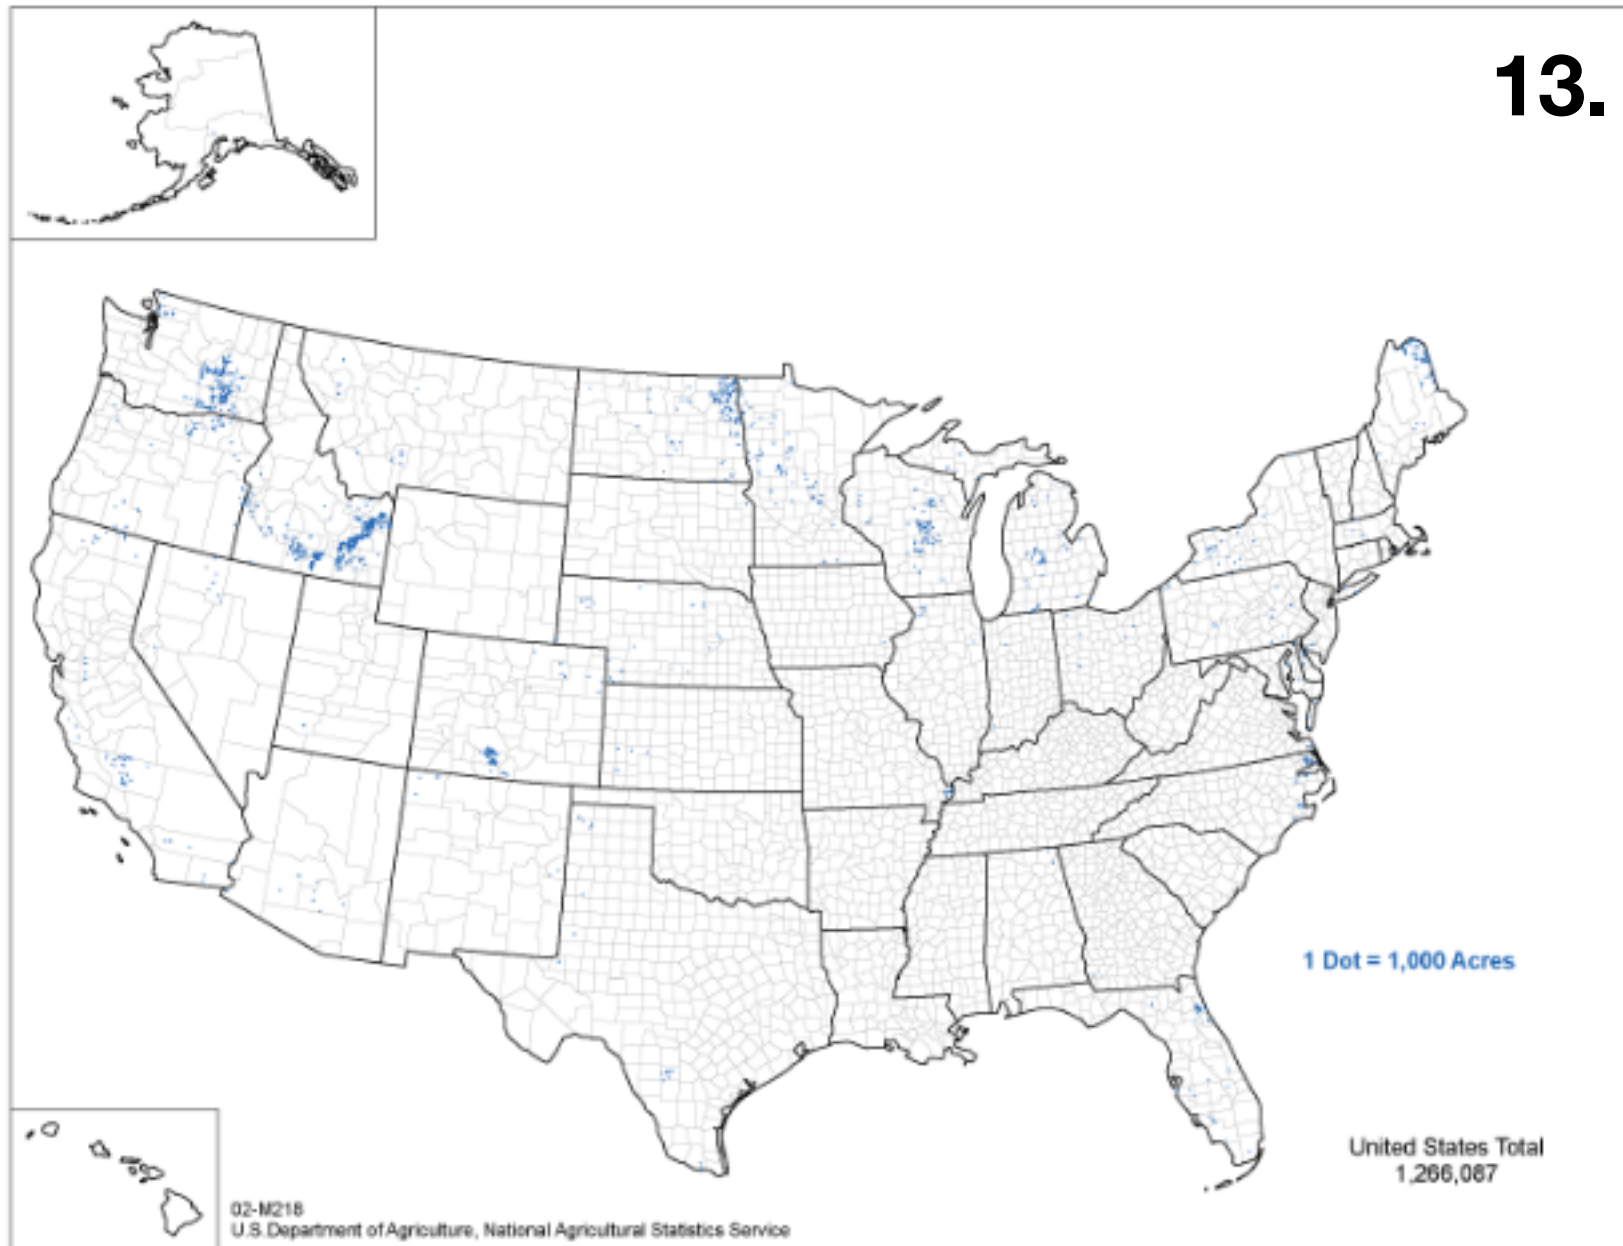 13.
1 Dot = 1,000 Acres
United States Total
1,266,087
02-M218
U.S.Department of Agriculture, National Agricultural Statistics Service